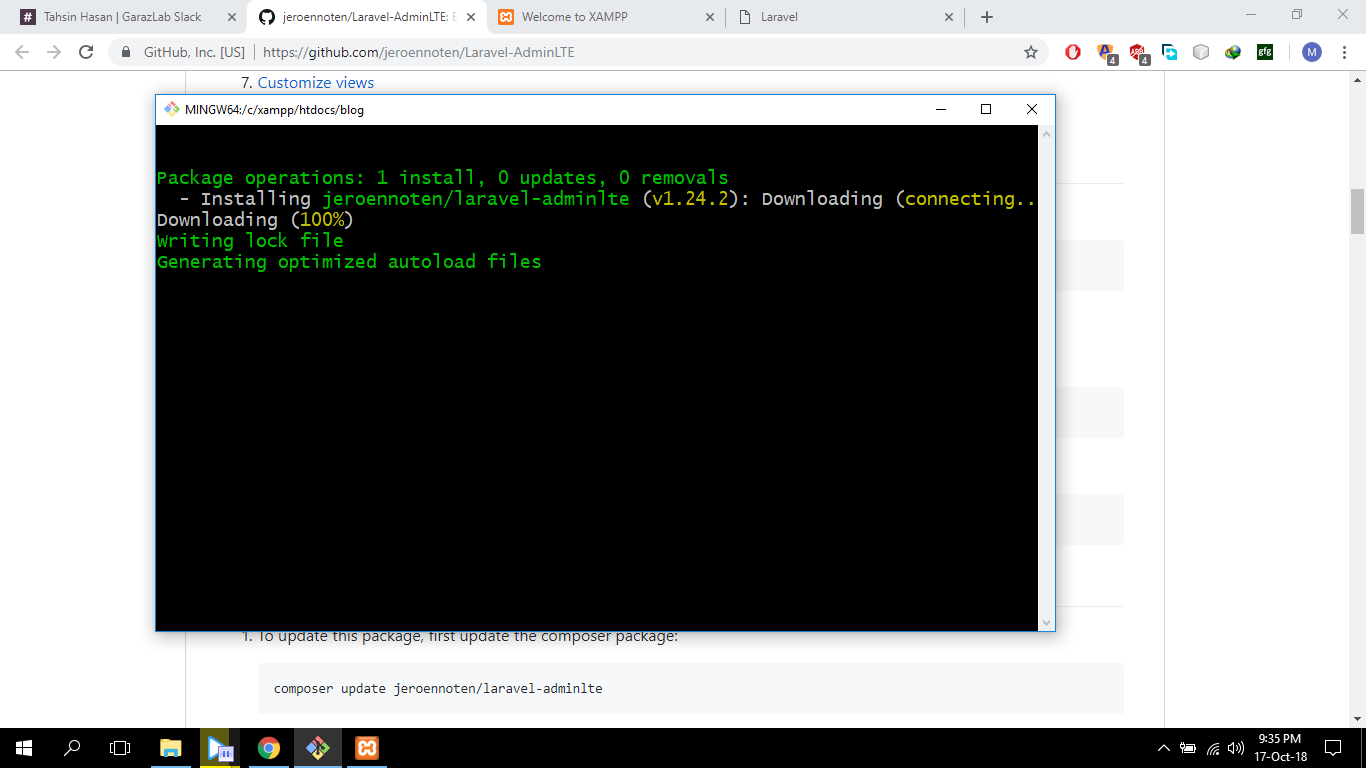 Tahsin Hasan | GarazLab Slack
jeroennoten/Laravel-AdminLTE: E
Welcome to XAMPP
Laravel
GitHub, Inc. [US] | https://github.com/jeroennoten/Laravel-AdminLTE
4
4
gfg
M
7. Customize views
MINGW64:/c/xampp/htdocs/blog
Package operations: 1 install, 0 updates, 0 removals
- Installing jeroennoten/laravel-adminlte (v1.24.2): Downloading (connecting..
Downloading (100%)
Writing lock file
Generating optimized autoload files
1. To update this package, first update the composer package:
composer update jeroennoten/laravel-adminlte
9:35 PM
17-Oct-18